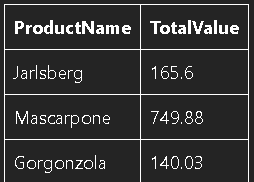 ProductName TotalValue
Jarlsberg 165.6
Mascarpone 749.88
Gorgonzola 140.03